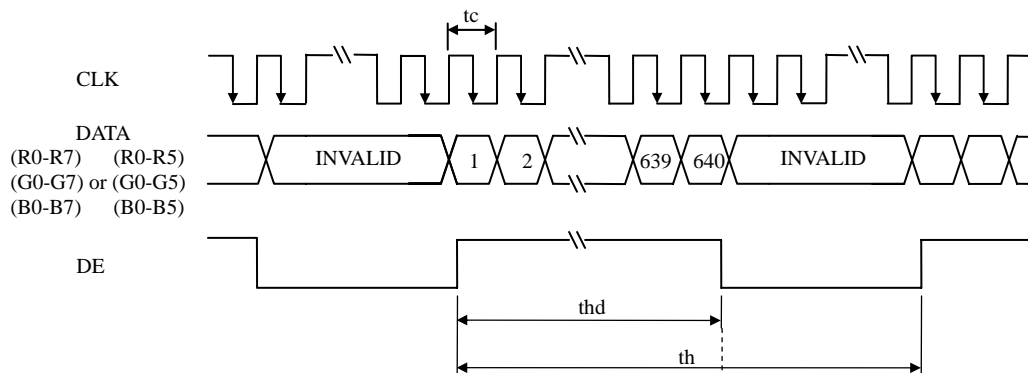 tc
CLK
DATA
(R0-R7) (R0-R5)
(G0-G7) or (G0-G5)
(B0-B7) (B0-B5)
INVALID 1 2 639 640 INVALID
DE
thd
th